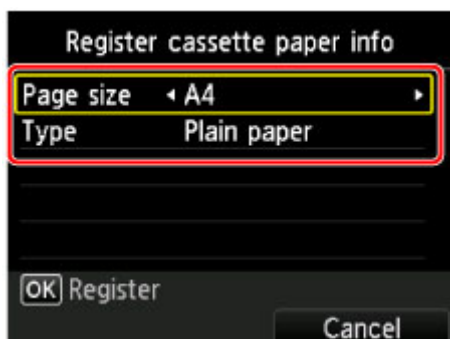 Register cassette paper info
Page size A4
Type Plain paper
OK Register
Cancel